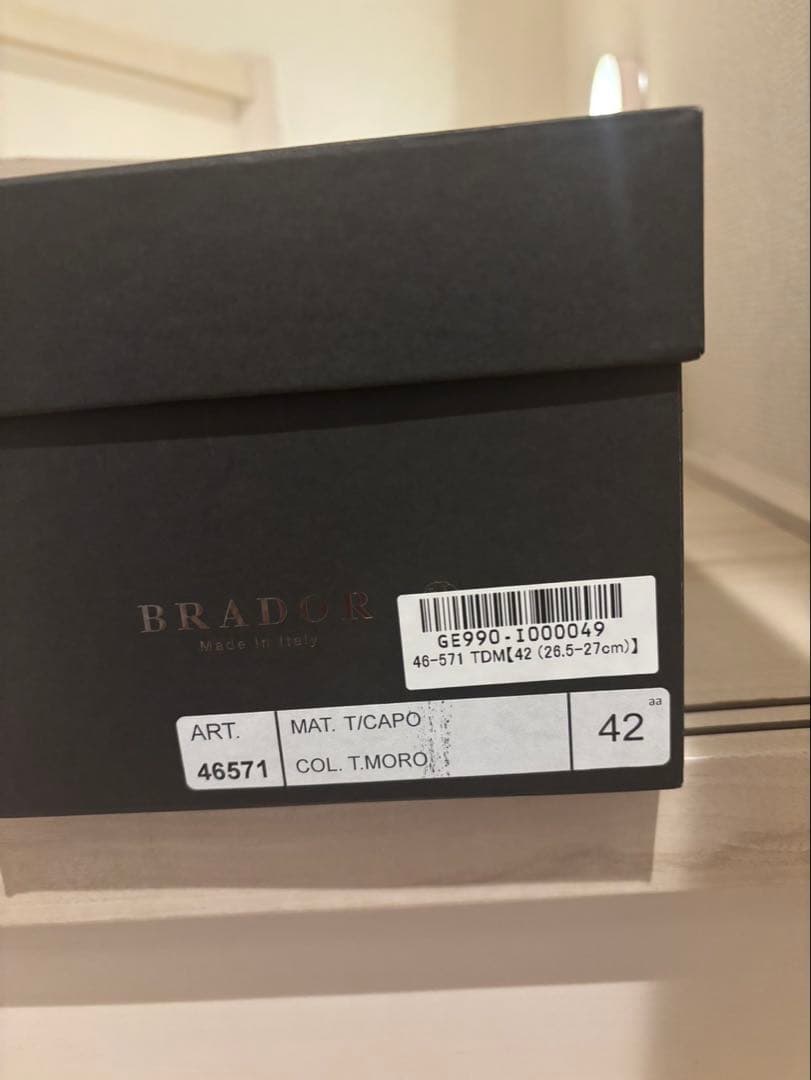 BRADOR
Made in Italy
GE990-I000049
46-571 TDM【42 (26.5-27cm)】
ART.
46571
MAT. T/CAPO
COL. T.MORO
42
aa